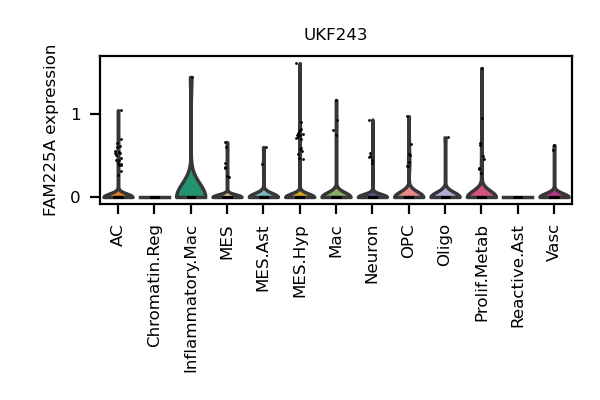 UKF243
FAM225A expression
1
0
AC
Chromatin.Reg
Inflammatory.Mac
MES
MES.Ast
MES.Hyp
Mac
Neuron
OPC
Oligo
Prolif.Metab
Reactive.Ast
Vasc